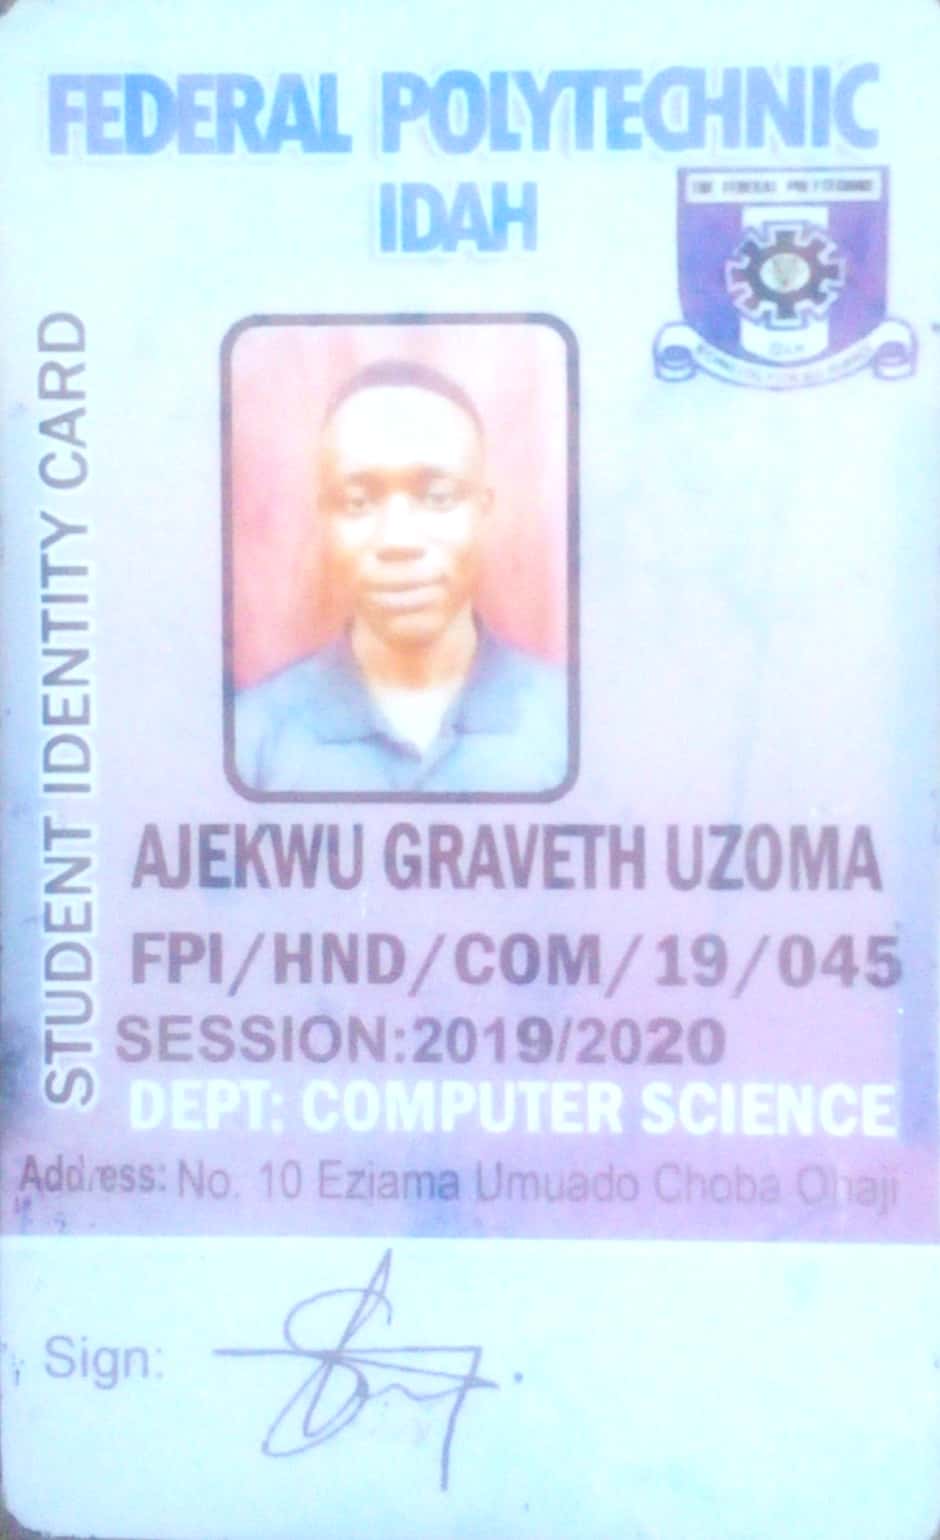 FEDERAL POLYTECHNIC
IDAH
THE FEDERAL POLYTECHNIC
IDAH
STUDENT IDENTITY CARD
AJEKWU GRAVETH UZOMA
FPI/HND/COM/19/045
SESSION:2019/2020
DEPT: COMPUTER SCIENCE
Address: No. 10 Eziama Umuado Choba Ohaji
Sign: